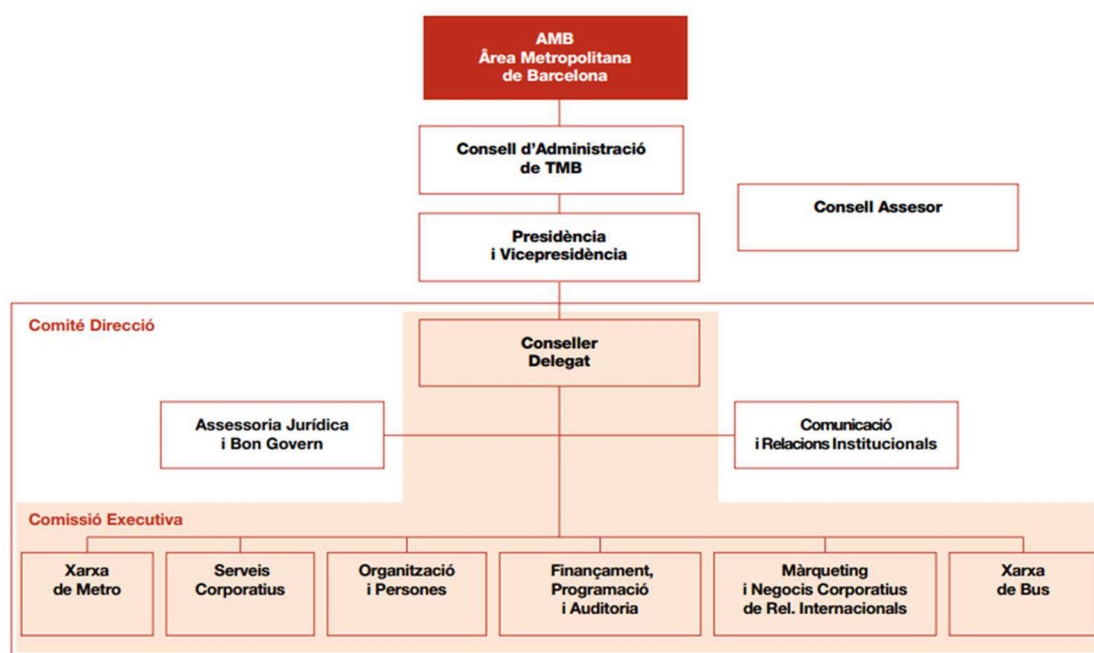 AMB
Ârea Metropolitana
de Barcelona
Consell d’Administració
de TMB
Consell Assesor
Presidència
i Vicepresidència
Comité Direcció
Conseller
Delegat
Assessoria Jurídica
i Bon Govern
Comunicació
i Relacions Institucionals
Comissió Executiva
Xarxa
de Metro
Serveis
Corporatius
Organització
i Persones
Finançament,
Programació
i Auditoria
Màrqueting
i Negocis Corporatius
de Rel. Internacionals
Xarxa
de Bus